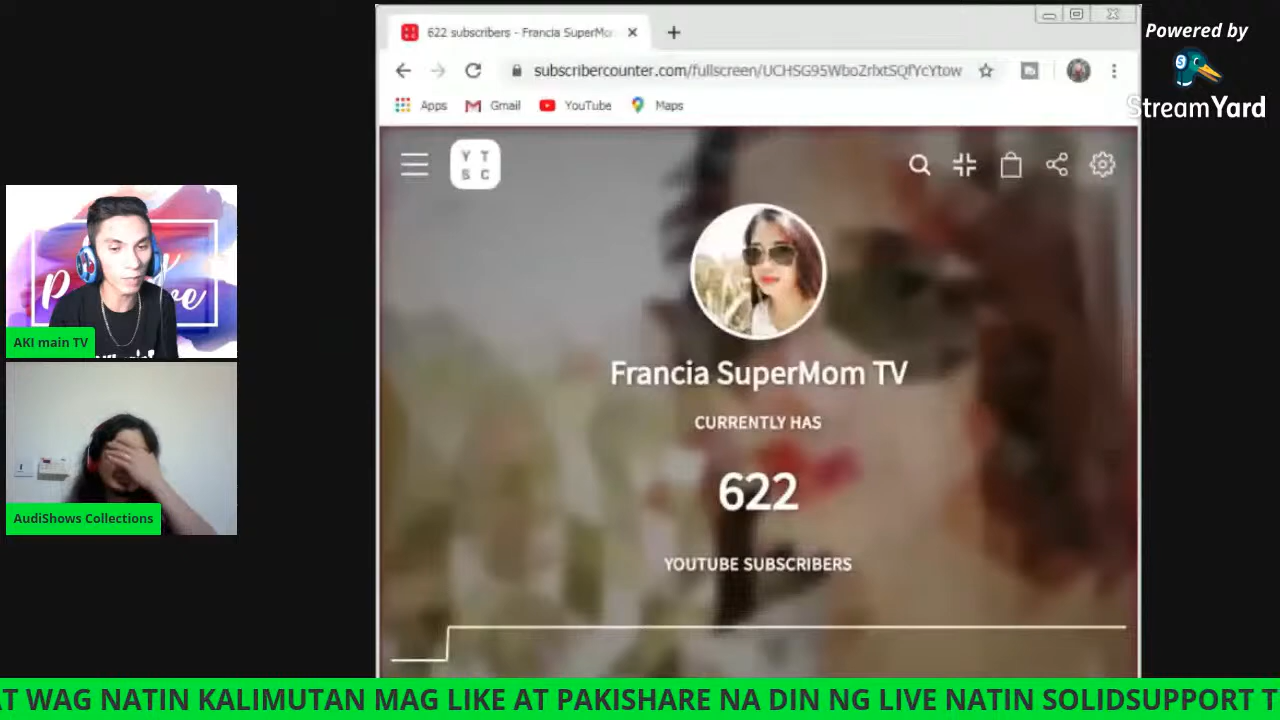 622 subscribers - Francia SuperMo
Powered by
StreamYard
subscribercounter.com/fullscreen/UCHSG95WboZrlxtSQfYcYtow
Apps Gmail YouTube Maps
Y T
S C
AKI main TV
Francia SuperMom TV
CURRENTLY HAS
622
YOUTUBE SUBSCRIBERS
AudiShows Collections
AT WAG NATIN KALIMUTAN MAG LIKE AT PAKISHARE NA DIN NG LIVE NATIN SOLIDSUPPORT T